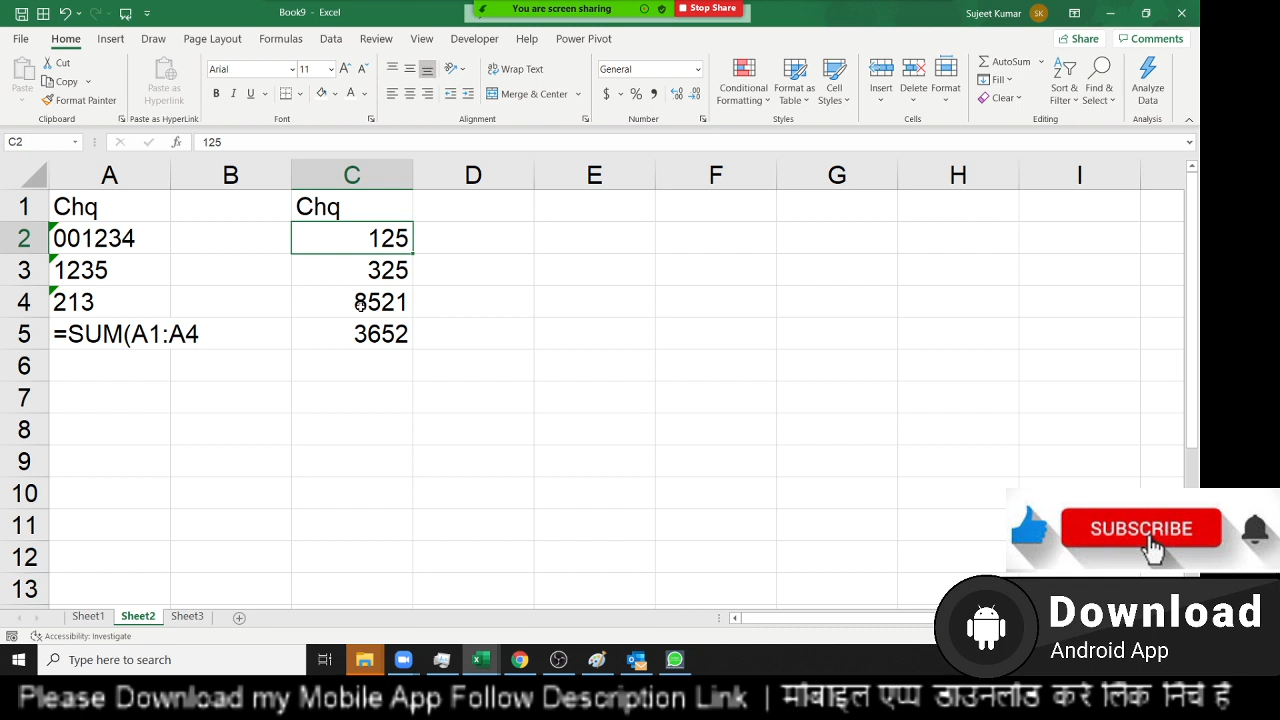 Book9 - Excel
You are screen sharing
Stop Share
Sujeet Kumar
SK
File Home Insert Draw Page Layout Formulas Data Review View Developer Help Power Pivot
Share
Comments
Paste
Cut
Copy
Format Painter
Clipboard
Paste as Hyperlink
Paste as HyperLink
Arial
11
B I U
Font
Wrap Text
Merge & Center
Alignment
General
$ % ,
Number
Conditional Formatting
Format as Table
Cell Styles
Styles
Insert
Delete
Format
Cells
AutoSum
Fill
Clear
Sort & Filter
Find & Select
Editing
Analyze Data
Analysis
C2
fx
125
A B C D E F G H I
1 Chq Chq
2 001234 125
3 1235 325
4 213 8521
5 =SUM(A1:A4 3652
6
7
8
9
10
11
12
13
SUBSCRIBE
Download
Android App
Sheet1 Sheet2 Sheet3
Accessibility: Investigate
Type here to search
Please Download my Mobile App Follow Description Link | मोबाइल एप्प डाउनलोड करे लिंक निचे हैं